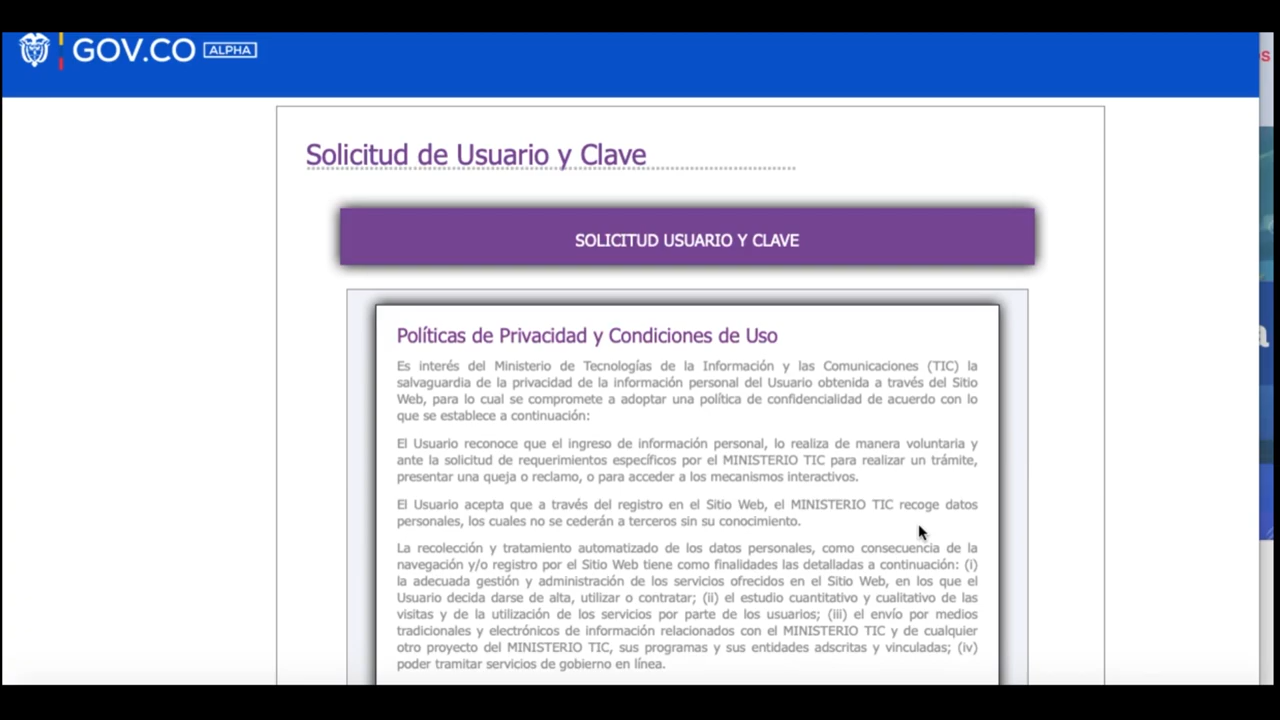 GOV.CO ALPHA
s
Solicitud de Usuario y Clave
SOLICITUD USUARIO Y CLAVE
Políticas de Privacidad y Condiciones de Uso
Es interés del Ministerio de Tecnologías de la Información y las Comunicaciones (TIC) la
salvaguardia de la privacidad de la información personal del Usuario obtenida a través del Sitio
Web, para lo cual se compromete a adoptar una política de confidencialidad de acuerdo con lo
que se establece a continuación:
El Usuario reconoce que el ingreso de información personal, lo realiza de manera voluntaria y
ante la solicitud de requerimientos específicos por el MINISTERIO TIC para realizar un trámite,
presentar una queja o reclamo, o para acceder a los mecanismos interactivos.
El Usuario acepta que a través del registro en el Sitio Web, el MINISTERIO TIC recoge datos
personales, los cuales no se cederán a terceros sin su conocimiento.
La recolección y tratamiento automatizado de los datos personales, como consecuencia de la
navegación y/o registro por el Sitio Web tiene como finalidades las detalladas a continuación: (i)
la adecuada gestión y administración de los servicios ofrecidos en el Sitio Web, en los que el
Usuario decida darse de alta, utilizar o contratar; (ii) el estudio cuantitativo y cualitativo de las
visitas y de la utilización de los servicios por parte de los usuarios; (iii) el envío por medios
tradicionales y electrónicos de información relacionados con el MINISTERIO TIC y de cualquier
otro proyecto del MINISTERIO TIC, sus programas y sus entidades adscritas y vinculadas; (iv)
poder tramitar servicios de gobierno en línea.
a